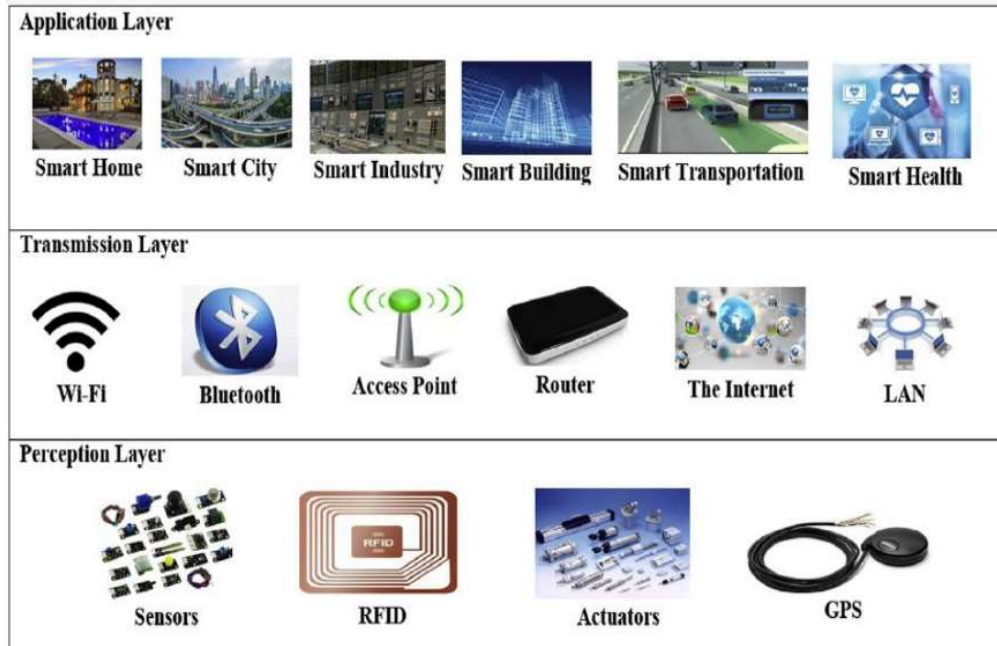 Application Layer
Smart Home
Smart City
Smart Industry
Smart Building
Smart Transportation
Smart Health
Transmission Layer
Wi-Fi
Bluetooth
Access Point
Router
The Internet
LAN
Perception Layer
RFID
Sensors
RFID
Actuators
GPS